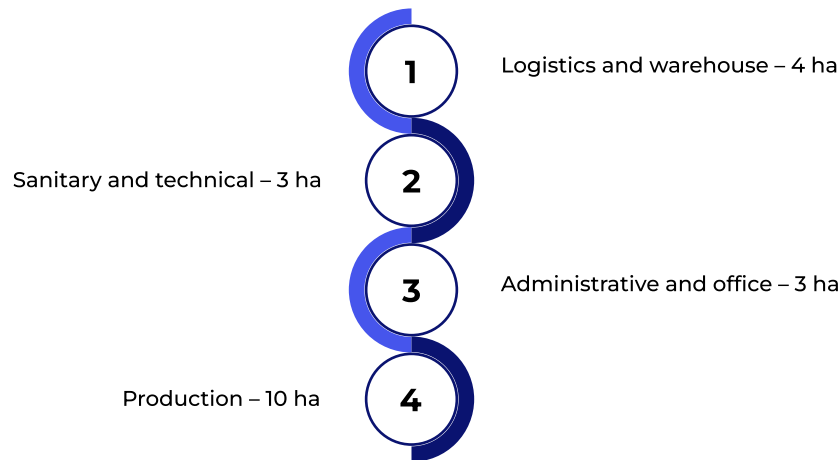 1
Logistics and warehouse – 4 ha
2
Sanitary and technical – 3 ha
3
Administrative and office – 3 ha
4
Production – 10 ha